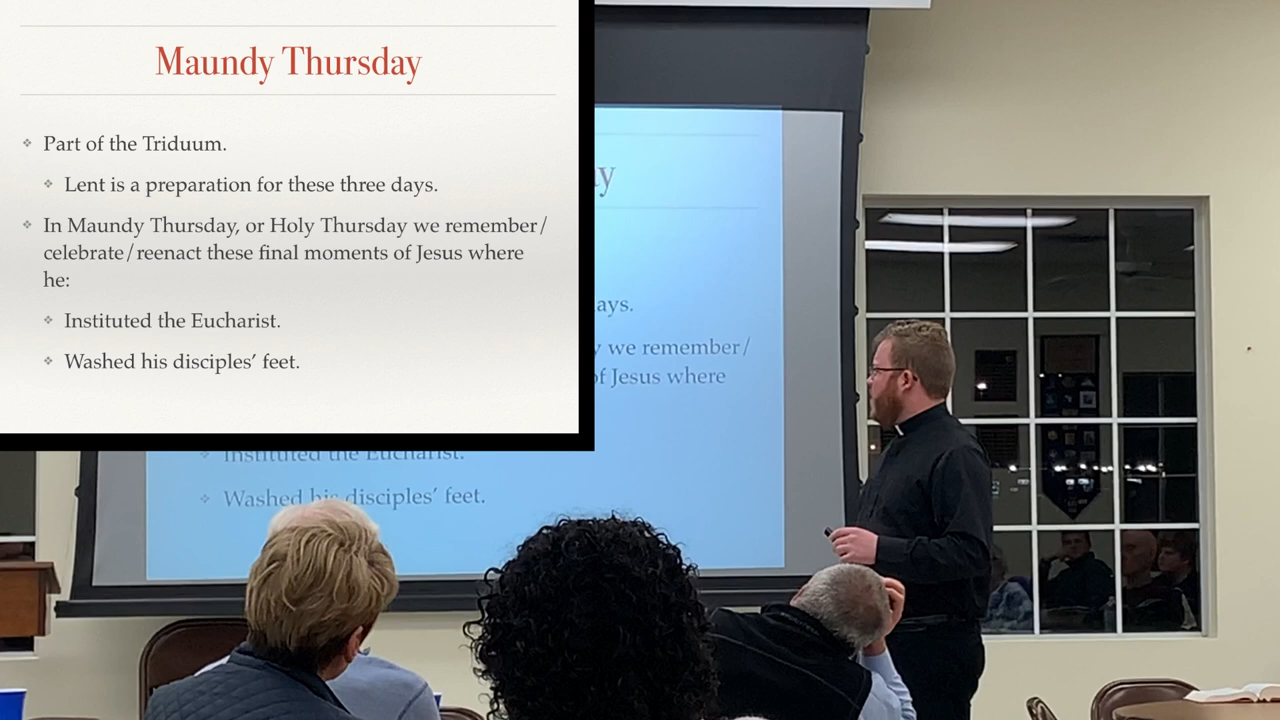 Maundy Thursday
Part of the Triduum.
Lent is a preparation for these three days.
In Maundy Thursday, or Holy Thursday we remember/
celebrate/reenact these final moments of Jesus where
he:
Instituted the Eucharist.
Washed his disciples’ feet.
ays.
we remember/
of Jesus where
Instituted the Eucharist.
Washed his disciples’ feet.